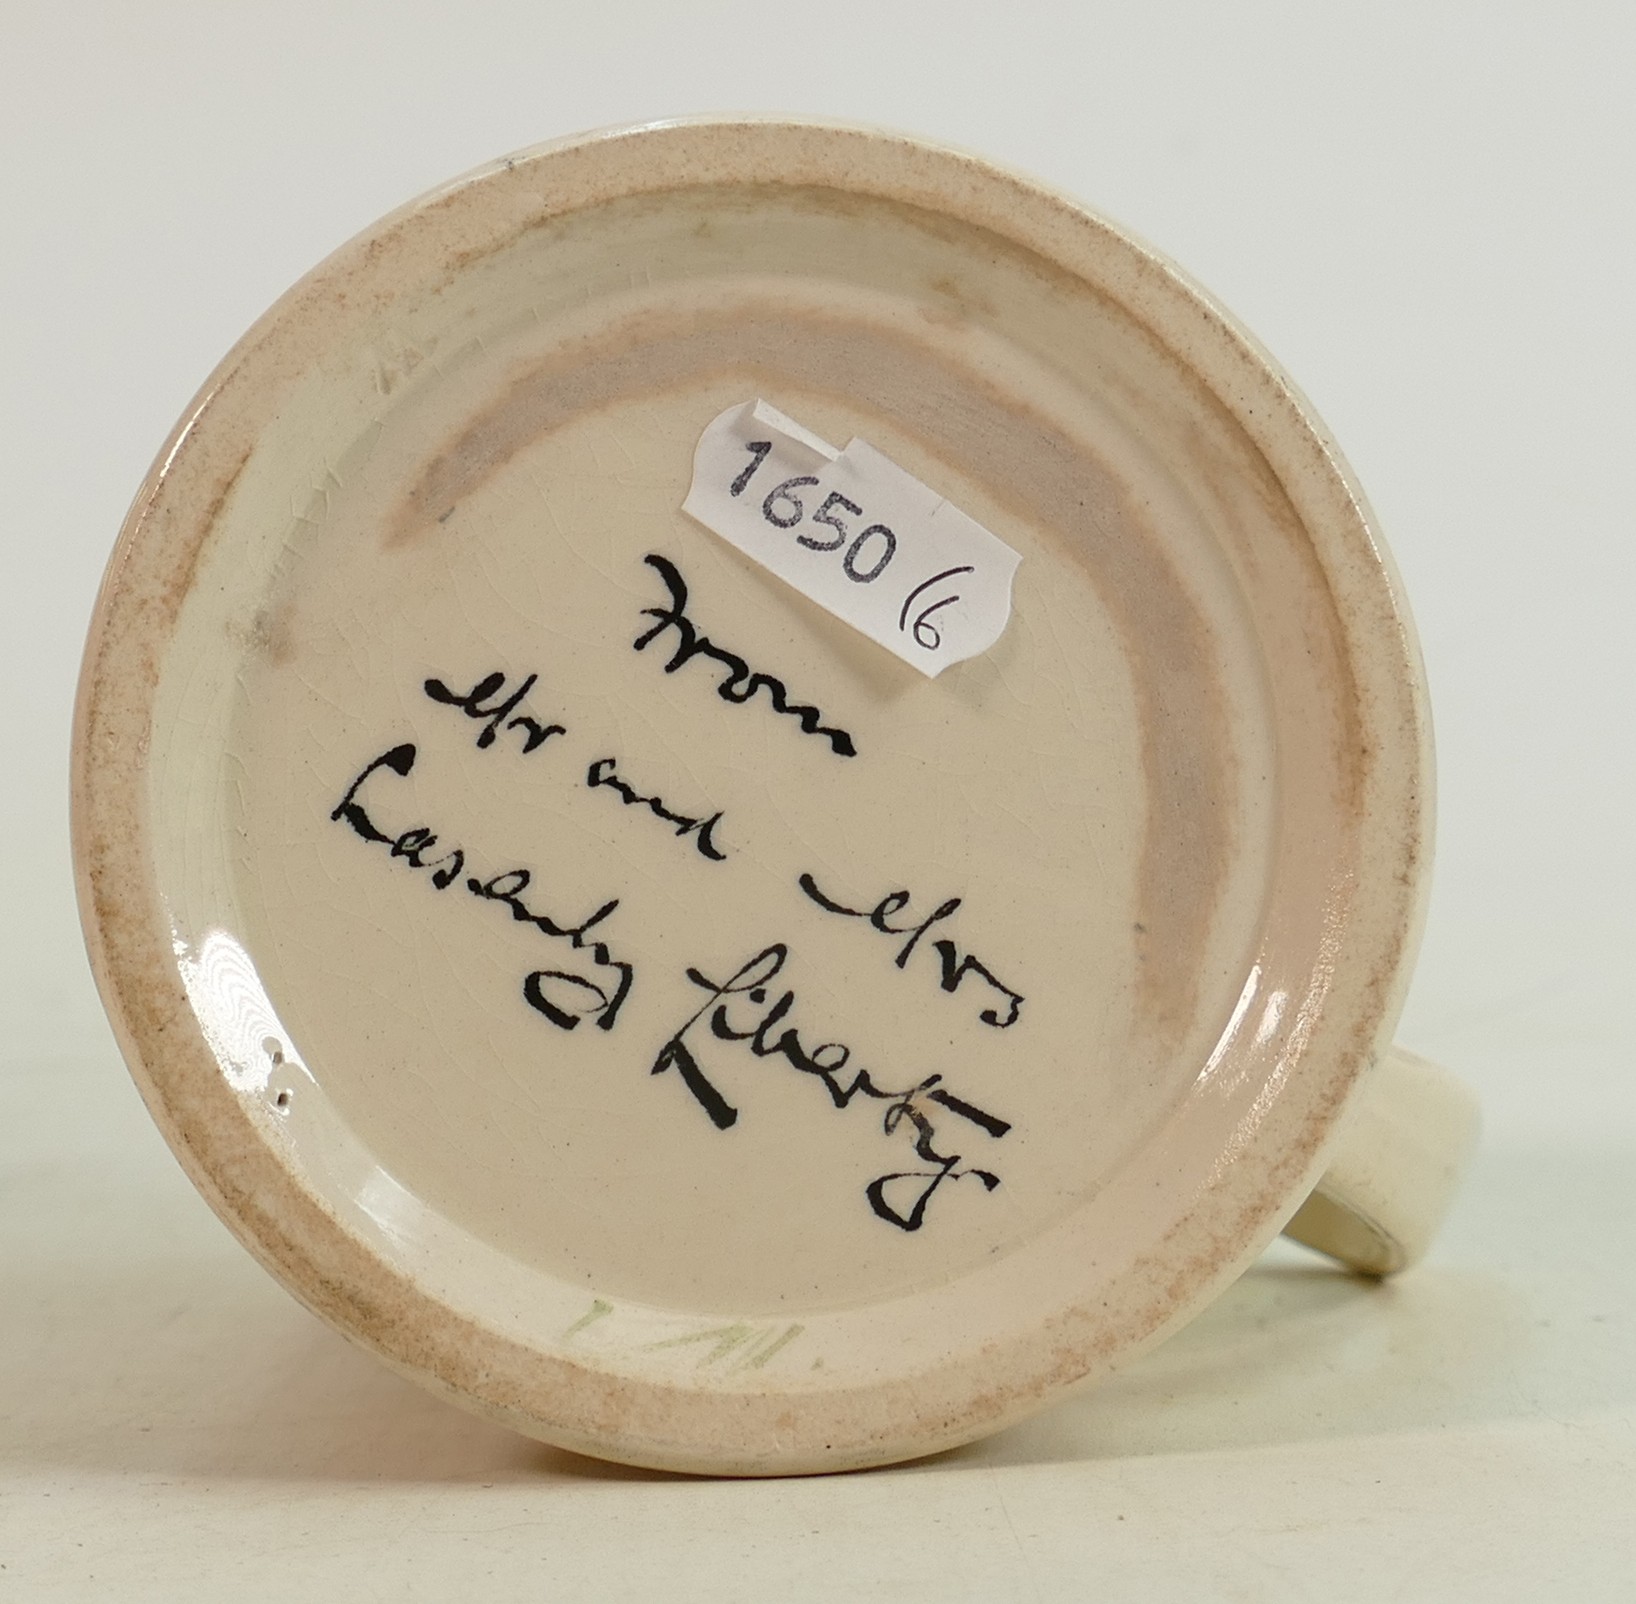 1650 (6
From
Mr and Mrs
Lasenby Liberty